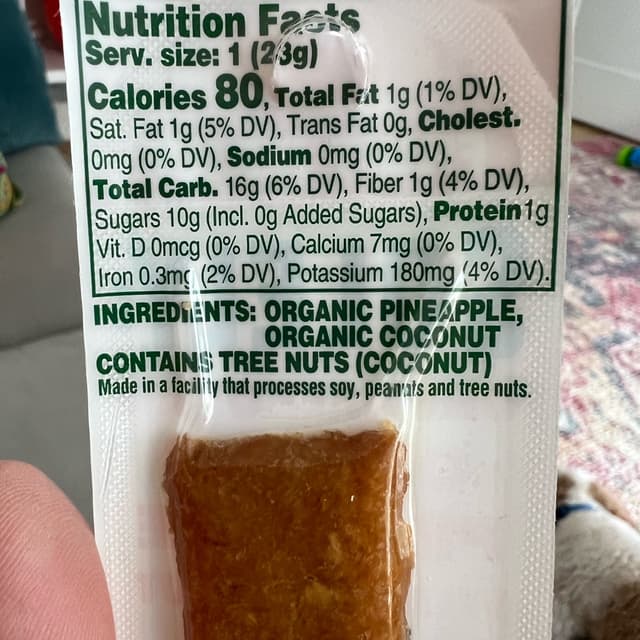 Nutrition Facts
Serv. size: 1 (23g)
Calories 80, Total Fat 1g (1% DV),
Sat. Fat 1g (5% DV), Trans Fat 0g, Cholest.
0mg (0% DV), Sodium 0mg (0% DV),
Total Carb. 16g (6% DV), Fiber 1g (4% DV),
Sugars 10g (Incl. 0g Added Sugars), Protein 1g
Vit. D 0mcg (0% DV), Calcium 7mg (0% DV),
Iron 0.3mg (2% DV), Potassium 180mg (4% DV).
INGREDIENTS: ORGANIC PINEAPPLE,
ORGANIC COCONUT
CONTAINS TREE NUTS (COCONUT)
Made in a facility that processes soy, peanuts and tree nuts.